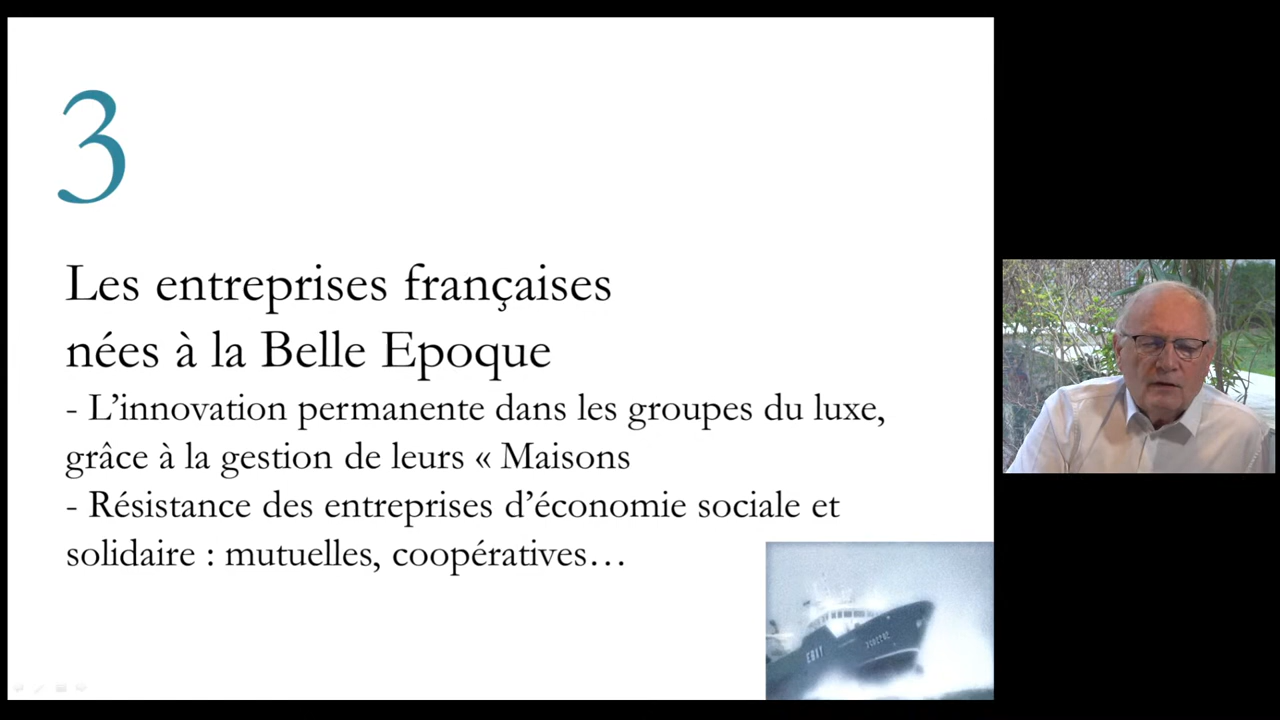 3
Les entreprises françaises
nées à la Belle Epoque
- L’innovation permanente dans les groupes du luxe,
grâce à la gestion de leurs « Maisons
- Résistance des entreprises d’économie sociale et
solidaire : mutuelles, coopératives…